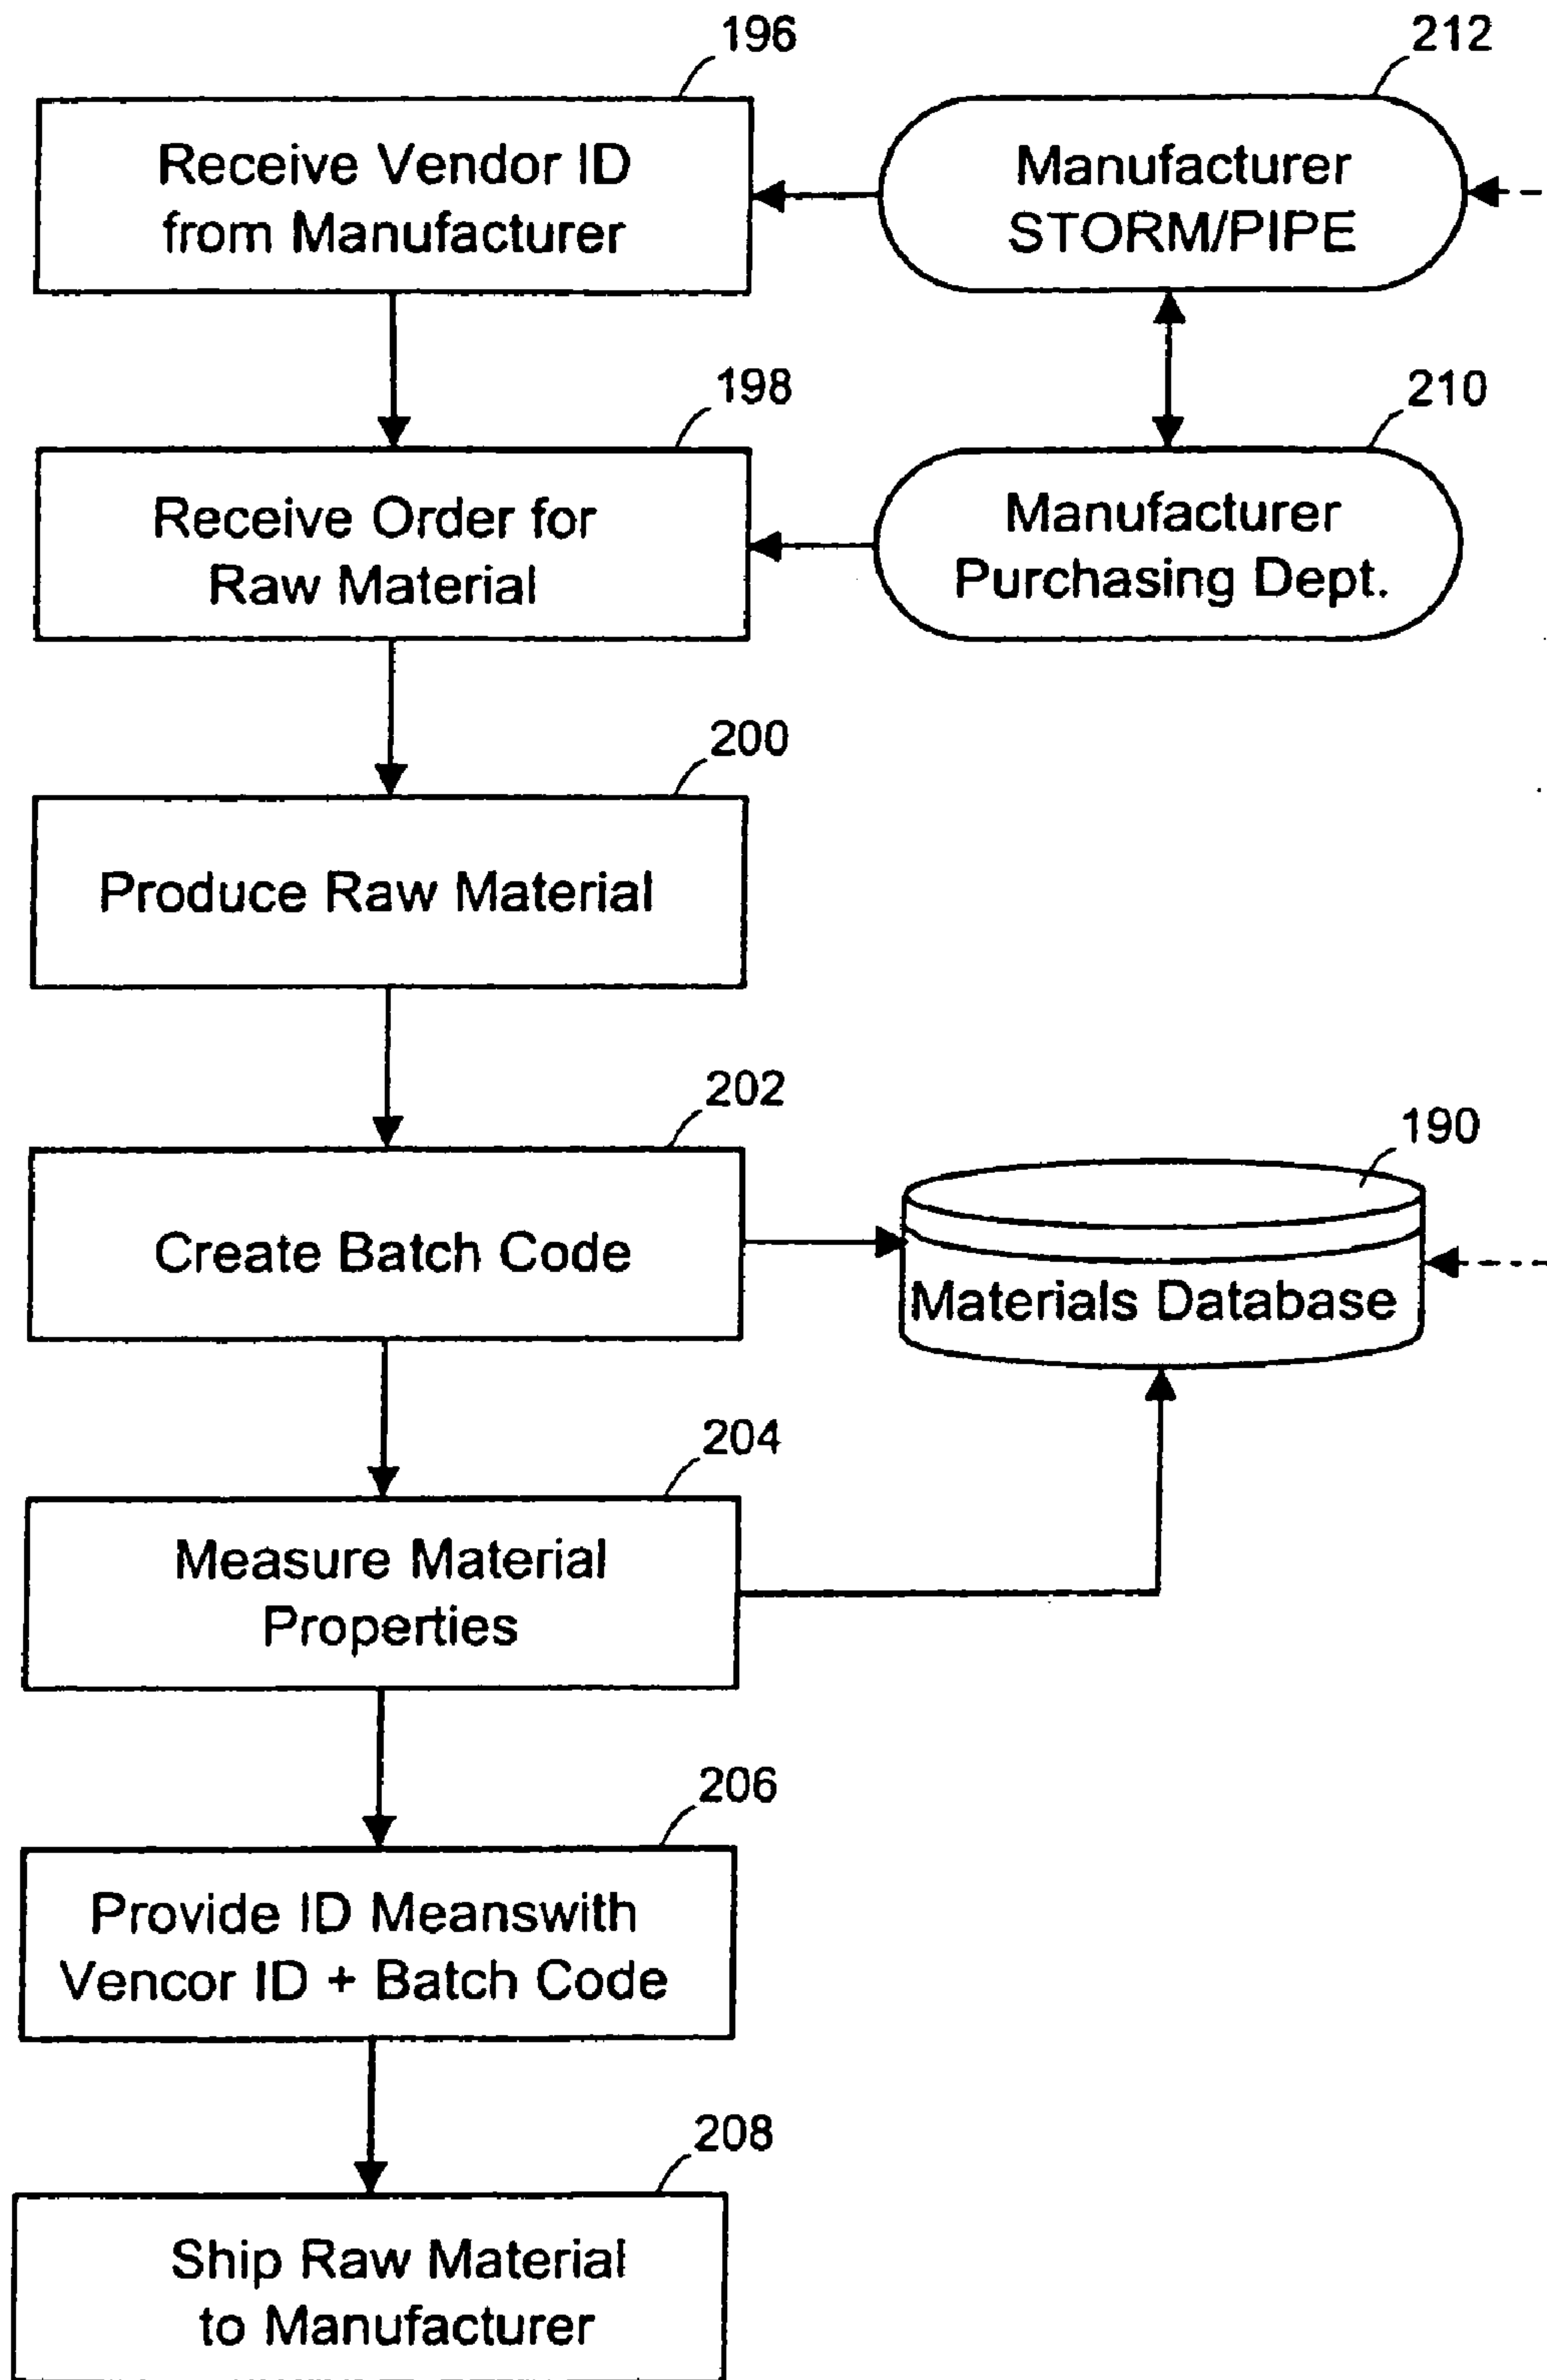 196
Receive Vendor ID
from Manufacturer
212
Manufacturer
STORM/PIPE
198
Receive Order for
Raw Material
210
Manufacturer
Purchasing Dept.
200
Produce Raw Material
202
Create Batch Code
190
Materials Database
204
Measure Material
Properties
206
Provide ID Meanswith
Vencor ID + Batch Code
208
Ship Raw Material
to Manufacturer